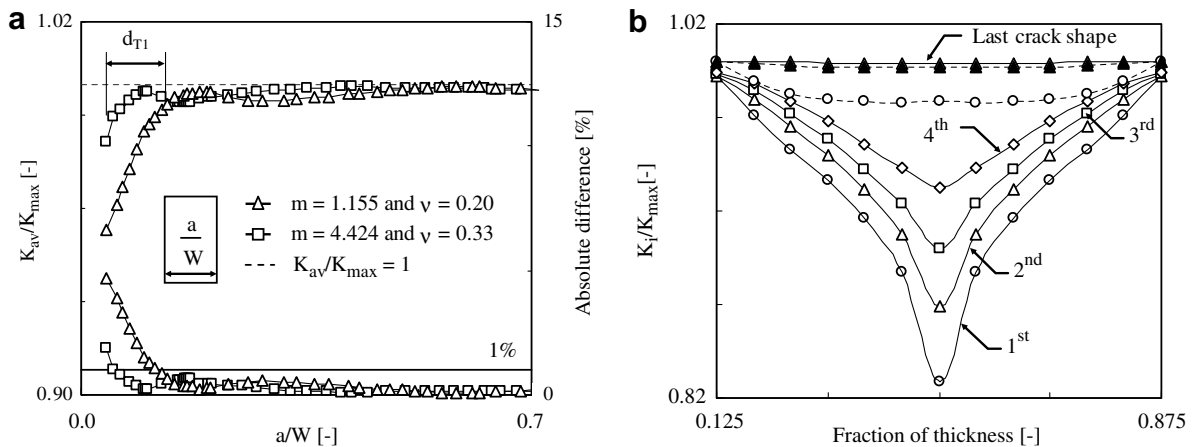 a
1.02
15
d_T1
K_av/K_max [-]
Absolute difference [%]
a
W
m = 1.155 and ν = 0.20
m = 4.424 and ν = 0.33
K_av/K_max = 1
1%
0.90
0
0.0
0.7
a/W [-]
b
1.02
Last crack shape
K_i/K_max [-]
4th
3rd
2nd
1st
0.82
0.125
0.875
Fraction of thickness [-]